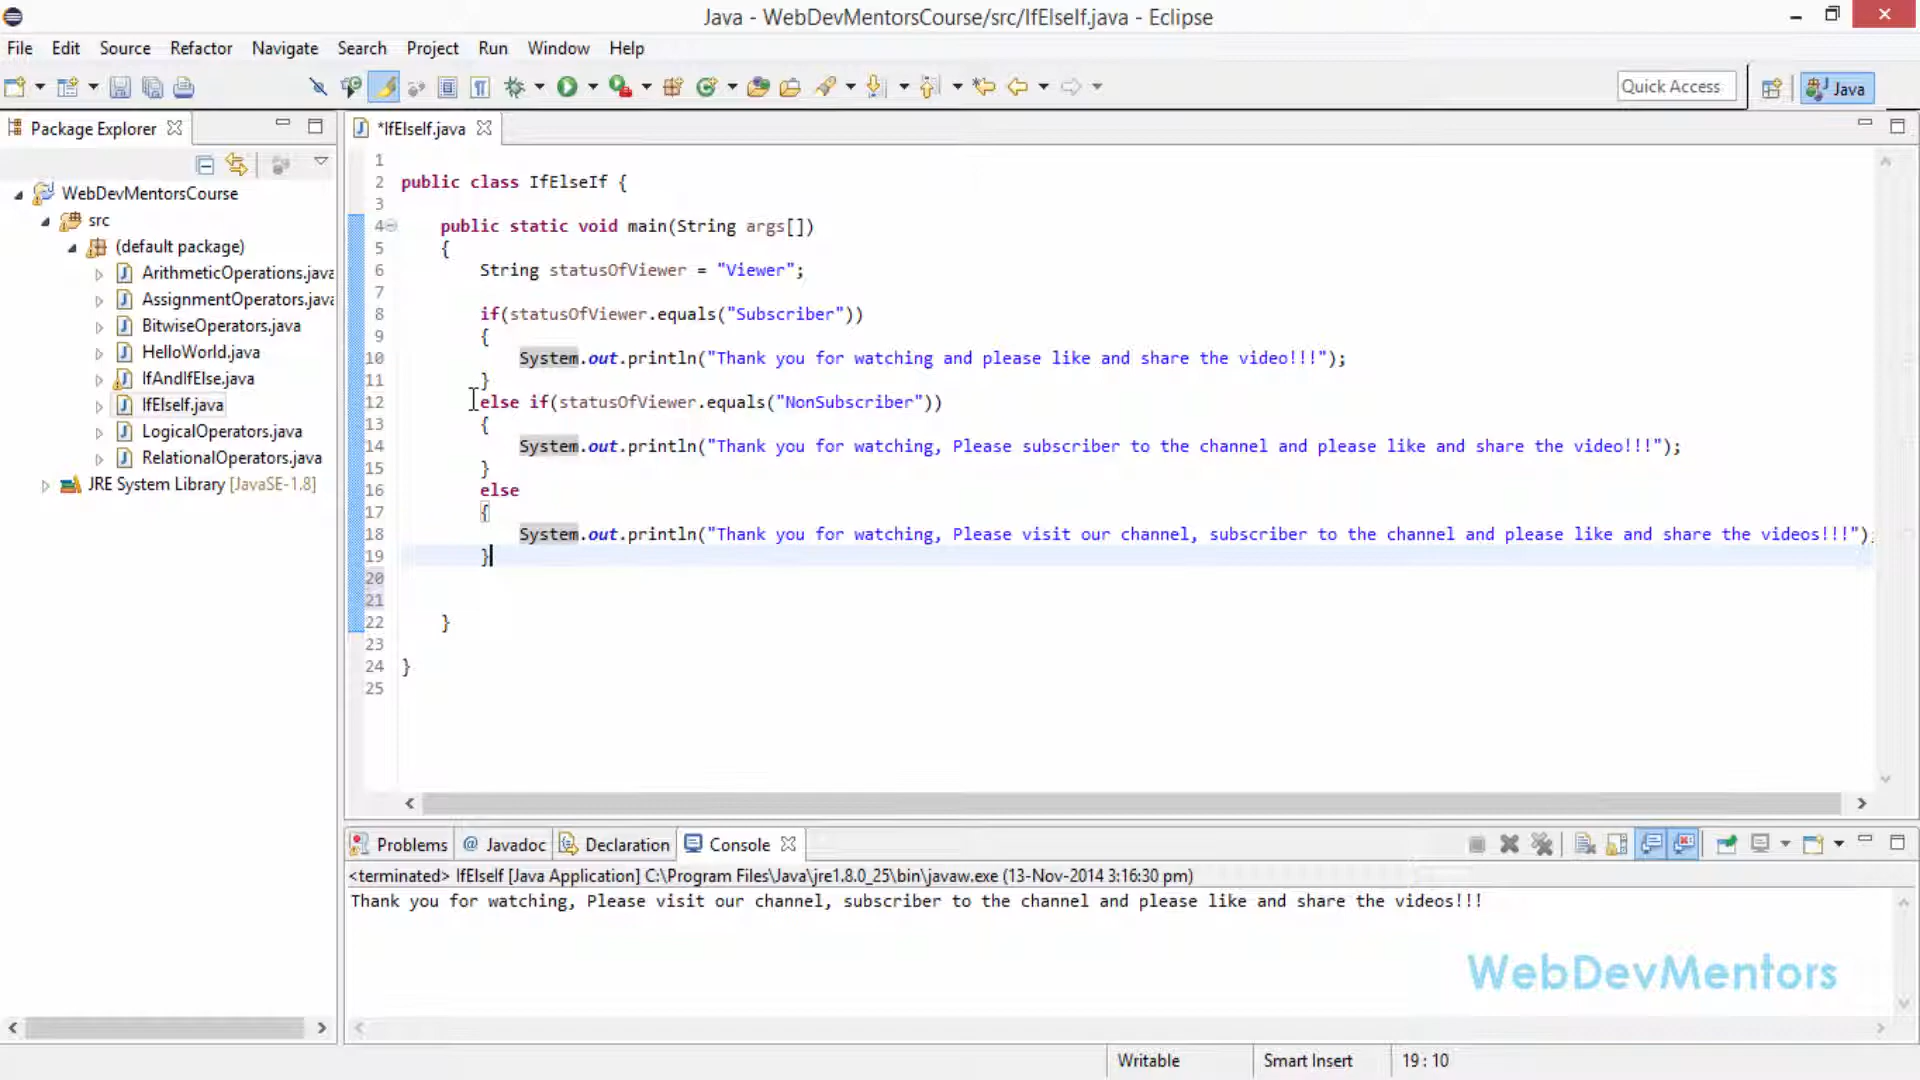 Java - WebDevMentorsCourse/src/IfElseIf.java - Eclipse
File Edit Source Refactor Navigate Search Project Run Window Help
Quick Access
Java
Package Explorer
*IfElseIf.java
WebDevMentorsCourse
src
(default package)
ArithmeticOperations.java
AssignmentOperators.java
BitwiseOperators.java
HelloWorld.java
IfAndIfElse.java
IfElseIf.java
LogicalOperators.java
RelationalOperators.java
JRE System Library [JavaSE-1.8]
1
2 public class IfElseIf {
3
4 public static void main(String args[])
5 {
6 String statusOfViewer = "Viewer";
7
8 if(statusOfViewer.equals("Subscriber"))
9 {
10 System.out.println("Thank you for watching and please like and share the video!!!");
11 }
12 else if(statusOfViewer.equals("NonSubscriber"))
13 {
14 System.out.println("Thank you for watching, Please subscriber to the channel and please like and share the video!!!");
15 }
16 else
17 {
18 System.out.println("Thank you for watching, Please visit our channel, subscriber to the channel and please like and share the videos!!!");
19 }
20
21
22 }
23
24 }
25
Problems @ Javadoc Declaration Console
<terminated> IfElseIf [Java Application] C:\Program Files\Java\jre1.8.0_25\bin\javaw.exe (13-Nov-2014 3:16:30 pm)
Thank you for watching, Please visit our channel, subscriber to the channel and please like and share the videos!!!
WebDevMentors
Writable Smart Insert 19 : 10